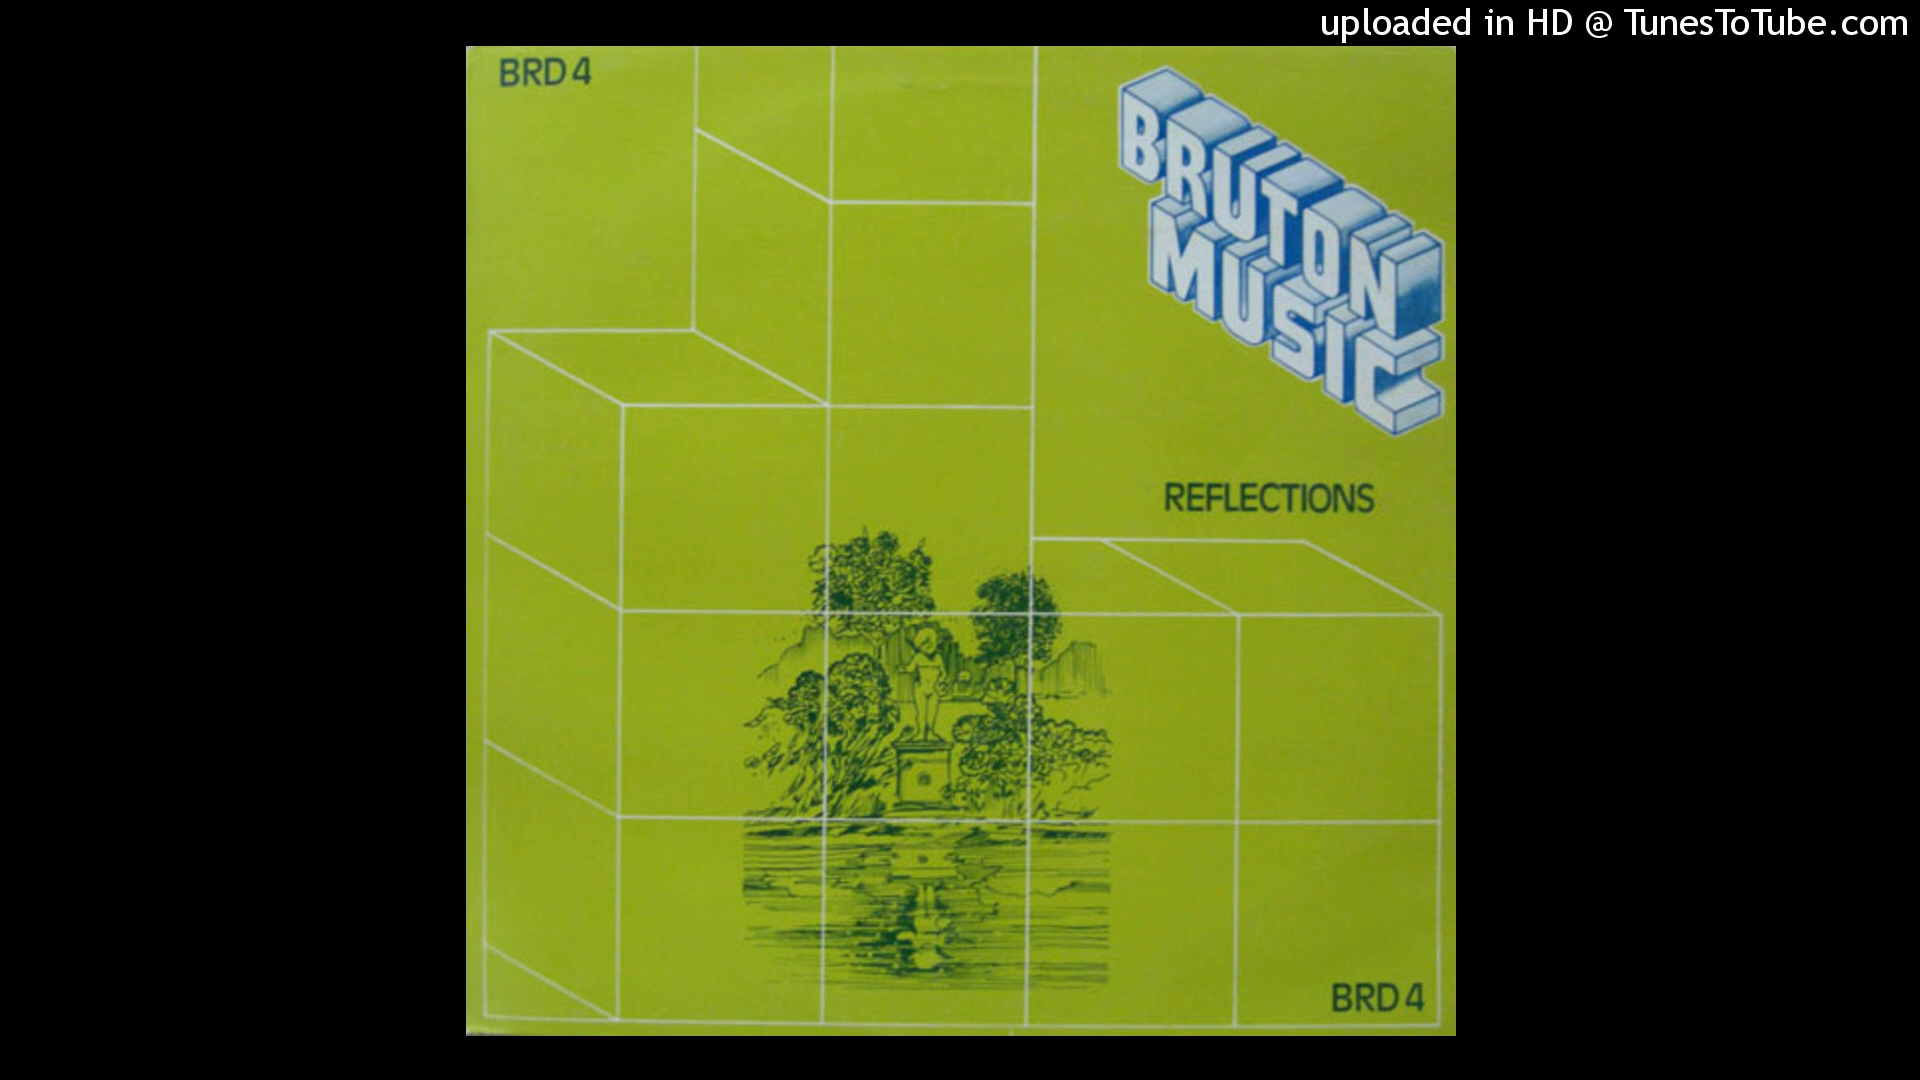 uploaded in HD @ TunesToTube.com
BRD 4
BRUTON
MUSIC
REFLECTIONS
BRD 4